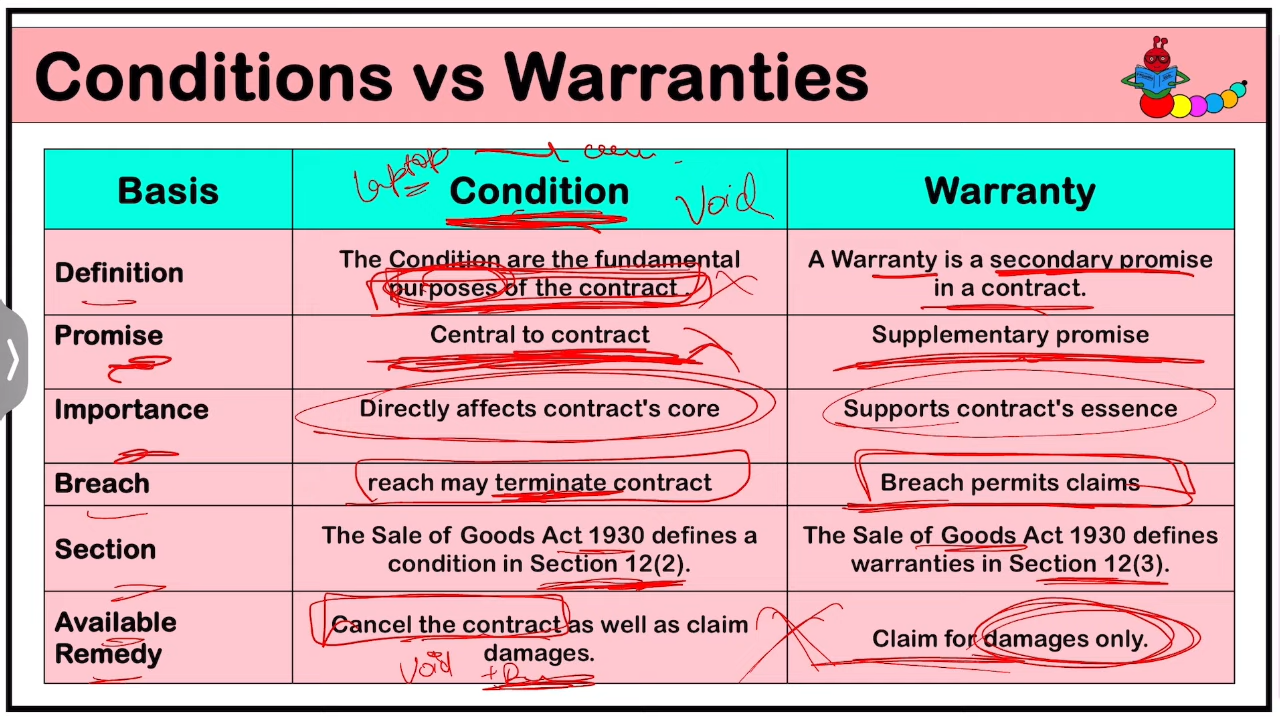 Conditions vs Warranties
laptop
Basis
Condition
Void
Warranty
Definition
The Condition are the fundamental
purposes of the contract.
A Warranty is a secondary promise
in a contract.
Promise
Central to contract
Supplementary promise
Importance
Directly affects contract's core
Supports contract's essence
Breach
reach may terminate contract
Breach permits claims
Section
The Sale of Goods Act 1930 defines a
condition in Section 12(2).
The Sale of Goods Act 1930 defines
warranties in Section 12(3).
Available
Remedy
Cancel the contract as well as claim
damages.
Claim for damages only.
Void +